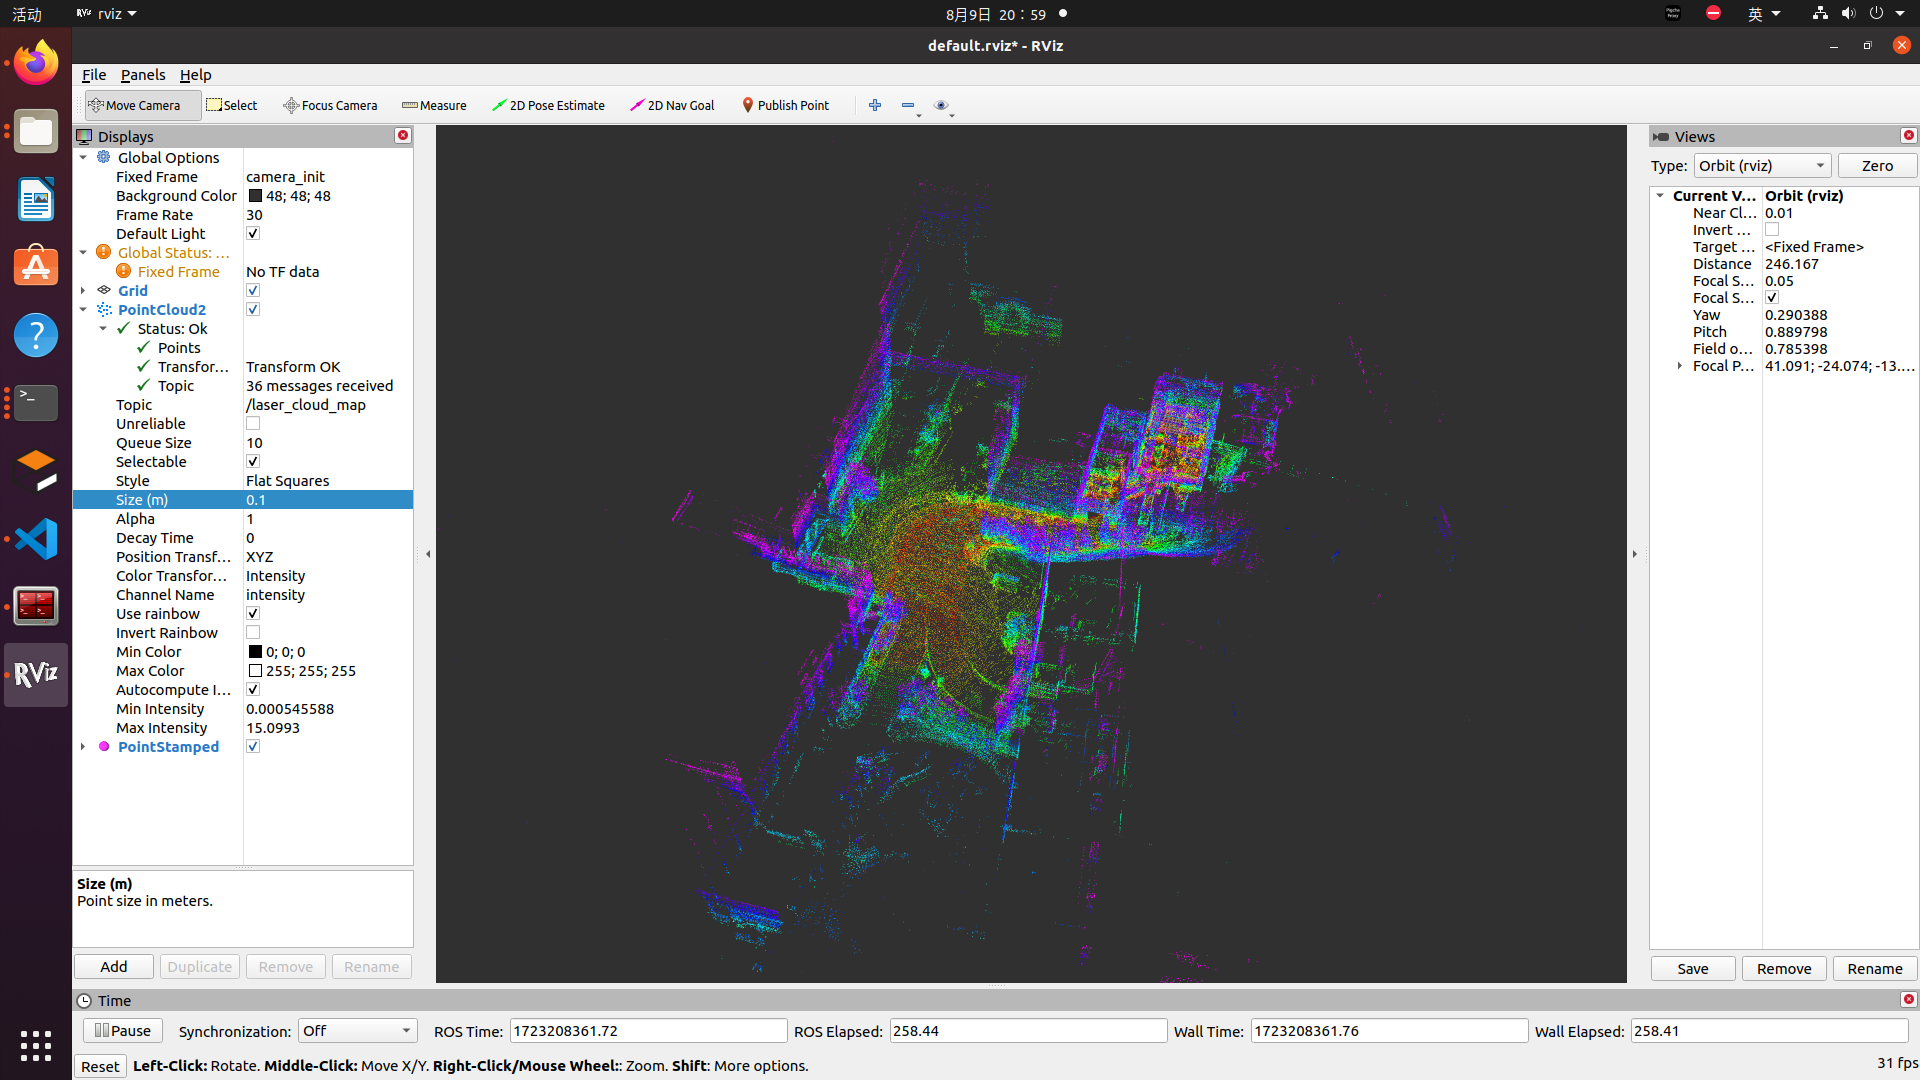 活动
RViz rviz
8月9日 20：59
英
default.rviz* - RViz
File Panels Help
Move Camera Select Focus Camera Measure 2D Pose Estimate 2D Nav Goal Publish Point
Displays
Global Options
Fixed Frame camera_init
Background Color 48; 48; 48
Frame Rate 30
Default Light
Global Status: ...
Fixed Frame No TF data
Grid
PointCloud2
Status: Ok
Points
Transfor... Transform OK
Topic 36 messages received
Topic /laser_cloud_map
Unreliable
Queue Size 10
Selectable
Style Flat Squares
Size (m) 0.1
Alpha 1
Decay Time 0
Position Transf... XYZ
Color Transfor... Intensity
Channel Name intensity
Use rainbow
Invert Rainbow
Min Color 0; 0; 0
Max Color 255; 255; 255
Autocompute I...
Min Intensity 0.000545588
Max Intensity 15.0993
PointStamped
Size (m)
Point size in meters.
Add Duplicate Remove Rename
Views
Type: Orbit (rviz) Zero
Current V... Orbit (rviz)
Near Cl... 0.01
Invert ...
Target ... <Fixed Frame>
Distance 246.167
Focal S... 0.05
Focal S...
Yaw 0.290388
Pitch 0.889798
Field o... 0.785398
Focal P... 41.091; -24.074; -13....
Save Remove Rename
RViz
Time
Pause Synchronization: Off ROS Time: 1723208361.72 ROS Elapsed: 258.44 Wall Time: 1723208361.76 Wall Elapsed: 258.41
Reset Left-Click: Rotate. Middle-Click: Move X/Y. Right-Click/Mouse Wheel:: Zoom. Shift: More options.
31 fps